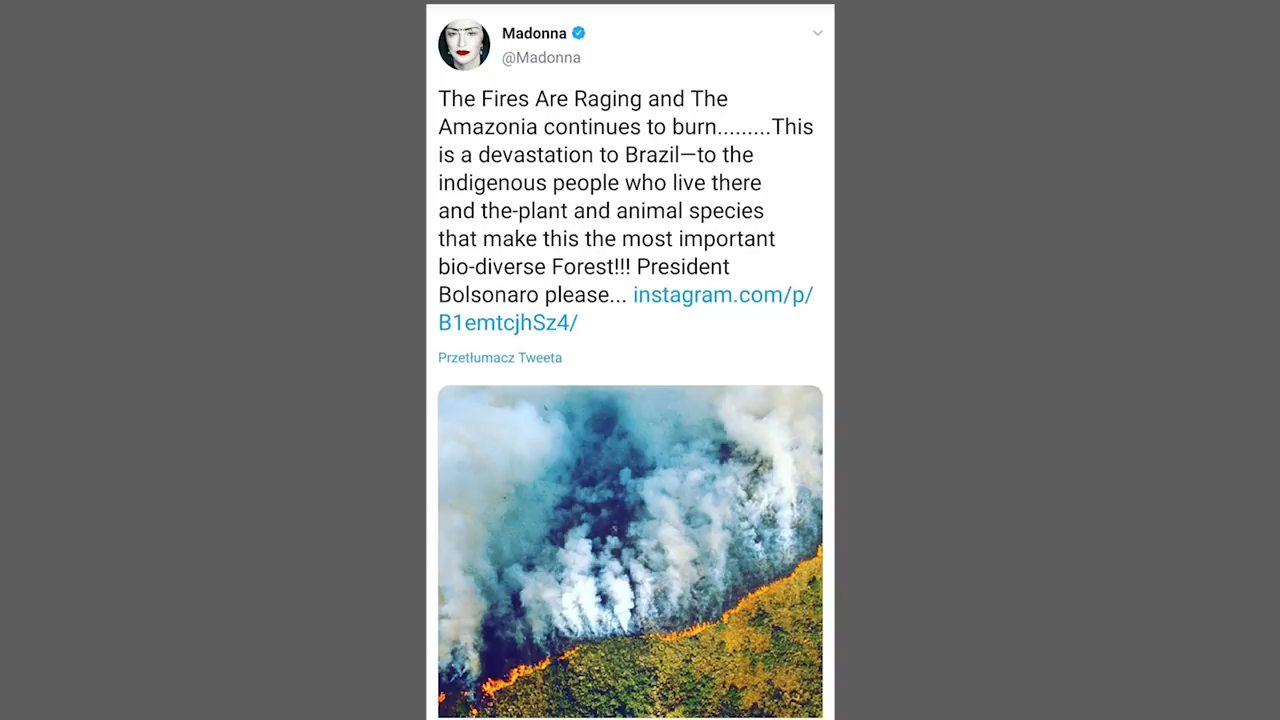 Madonna
@Madonna
The Fires Are Raging and The
Amazonia continues to burn.........This
is a devastation to Brazil—to the
indigenous people who live there
and the-plant and animal species
that make this the most important
bio-diverse Forest!!! President
Bolsonaro please... instagram.com/p/
B1emtcjhSz4/
Przetłumacz Tweeta